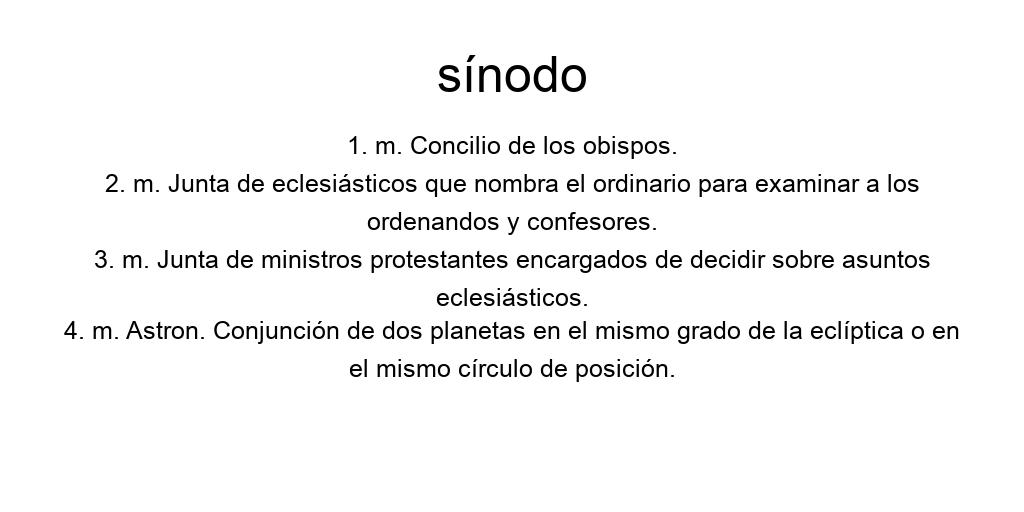 sínodo
1. m. Concilio de los obispos.
2. m. Junta de eclesiásticos que nombra el ordinario para examinar a los
ordenandos y confesores.
3. m. Junta de ministros protestantes encargados de decidir sobre asuntos
eclesiásticos.
4. m. Astron. Conjunción de dos planetas en el mismo grado de la eclíptica o en
el mismo círculo de posición.